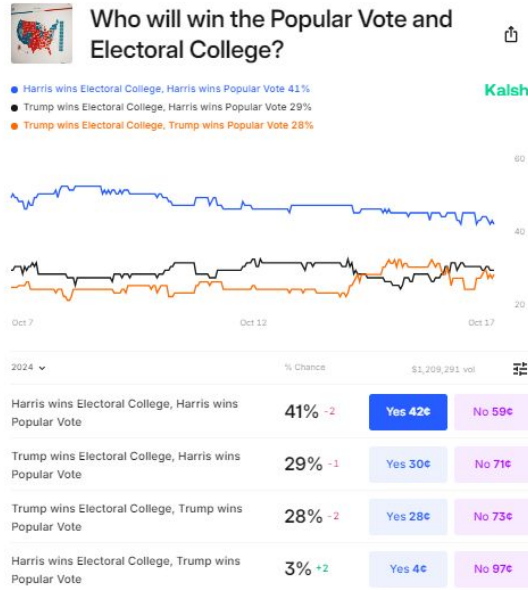 Who will win the Popular Vote and
Electoral College?
Harris wins Electoral College, Harris wins Popular Vote 41%
Kalsh
Trump wins Electoral College, Harris wins Popular Vote 29%
Trump wins Electoral College, Trump wins Popular Vote 28%
60
40
20
Oct 7
Oct 12
Oct 17
2024
% Chance
$1,209,291 vol
Harris wins Electoral College, Harris wins
Popular Vote
41% -2
Yes 42¢
No 59¢
Trump wins Electoral College, Harris wins
Popular Vote
29% -1
Yes 30¢
No 71¢
Trump wins Electoral College, Trump wins
Popular Vote
28% -2
Yes 28¢
No 73¢
Harris wins Electoral College, Trump wins
Popular Vote
3% +2
Yes 4¢
No 97¢